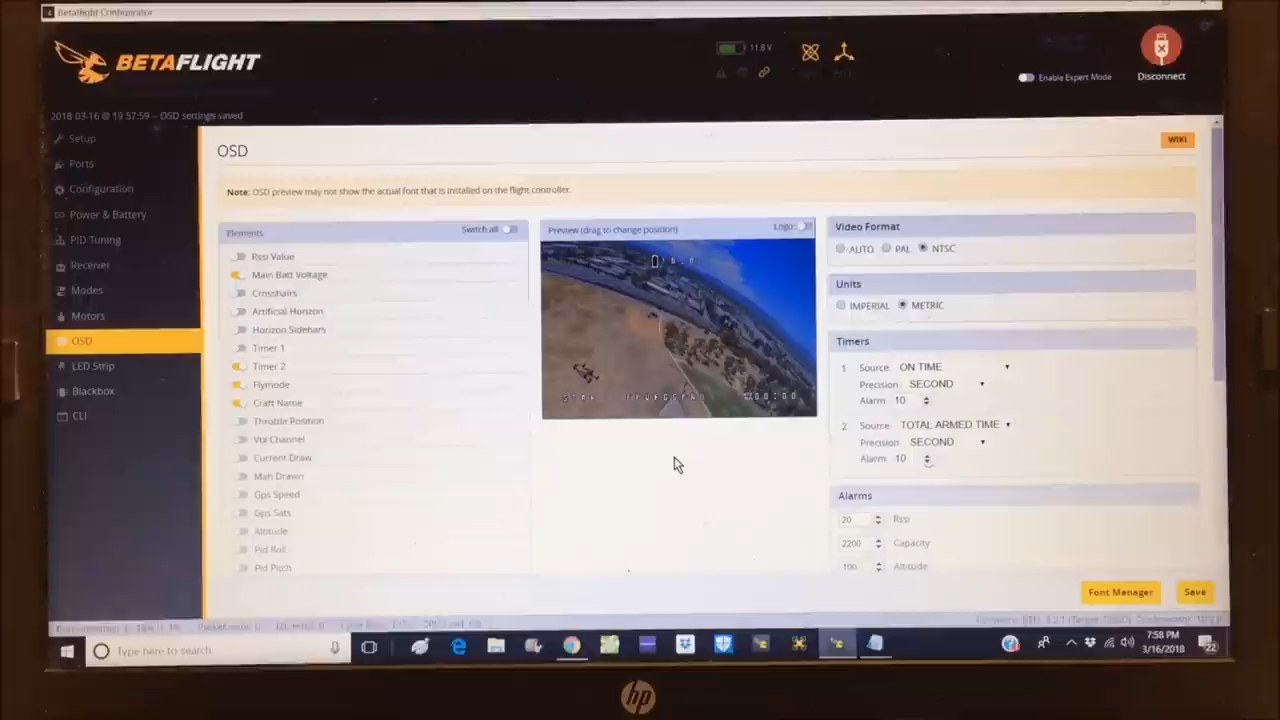 Betaflight Configurator
BETAFLIGHT
11.8 V
Enable Expert Mode
Disconnect
2018-03-16 @ 19:57:59 -- OSD settings saved
Setup
Ports
Configuration
Power & Battery
PID Tuning
Receiver
Modes
Motors
OSD
LED Strip
Blackbox
CLI
OSD
WIKI
Note: OSD preview may not show the actual font that is installed on the flight controller.
Elements
Switch all
Rssi Value
Main Batt Voltage
Crosshairs
Artificial Horizon
Horizon Sidebars
Timer 1
Timer 2
Flymode
Craft Name
Throttle Position
Vtx Channel
Current Draw
Mah Drawn
Gps Speed
Gps Sats
Altitude
Pid Roll
Pid Pitch
Preview (drag to change position)
Logo:
16.8
STAB
00:00
Video Format
AUTO PAL NTSC
Units
IMPERIAL METRIC
Timers
1 Source: ON TIME
Precision: SECOND
Alarm: 10
2 Source: TOTAL ARMED TIME
Precision: SECOND
Alarm: 10
Alarms
20 Rssi
2200 Capacity
100 Altitude
Font Manager
Save
Type here to search
7:58 PM
3/16/2018
22
hp